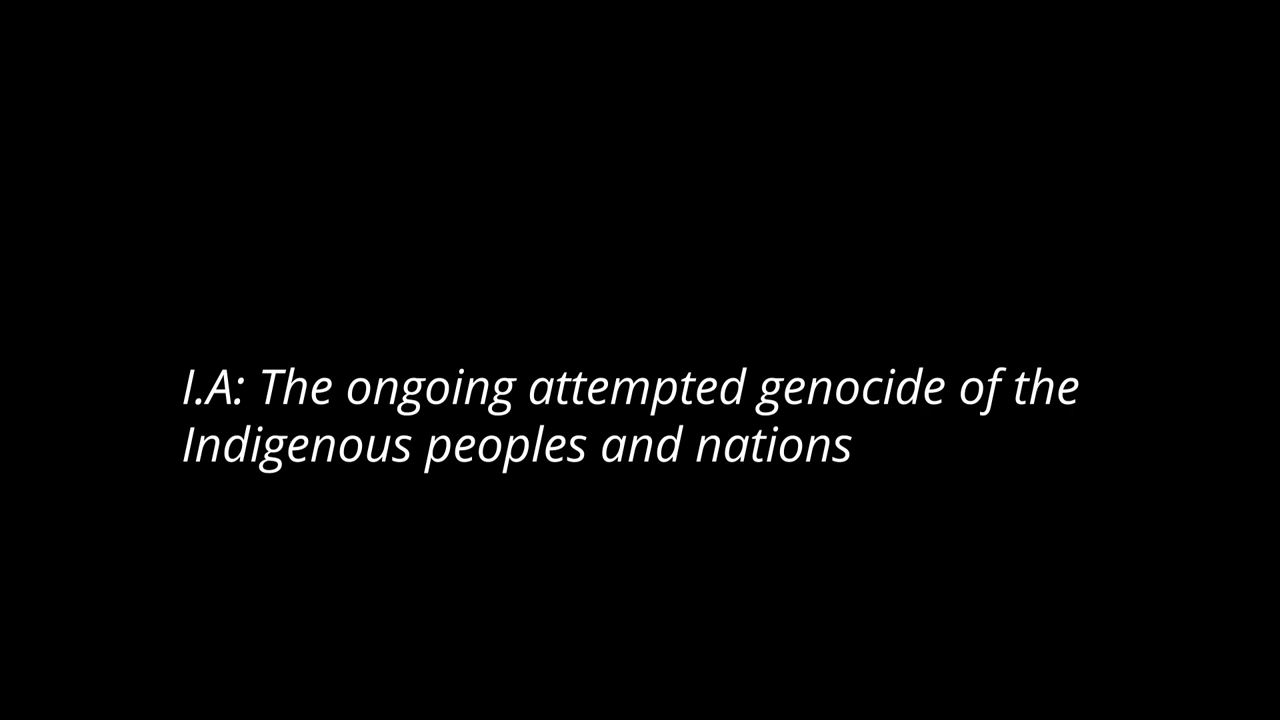 I.A: The ongoing attempted genocide of the
Indigenous peoples and nations